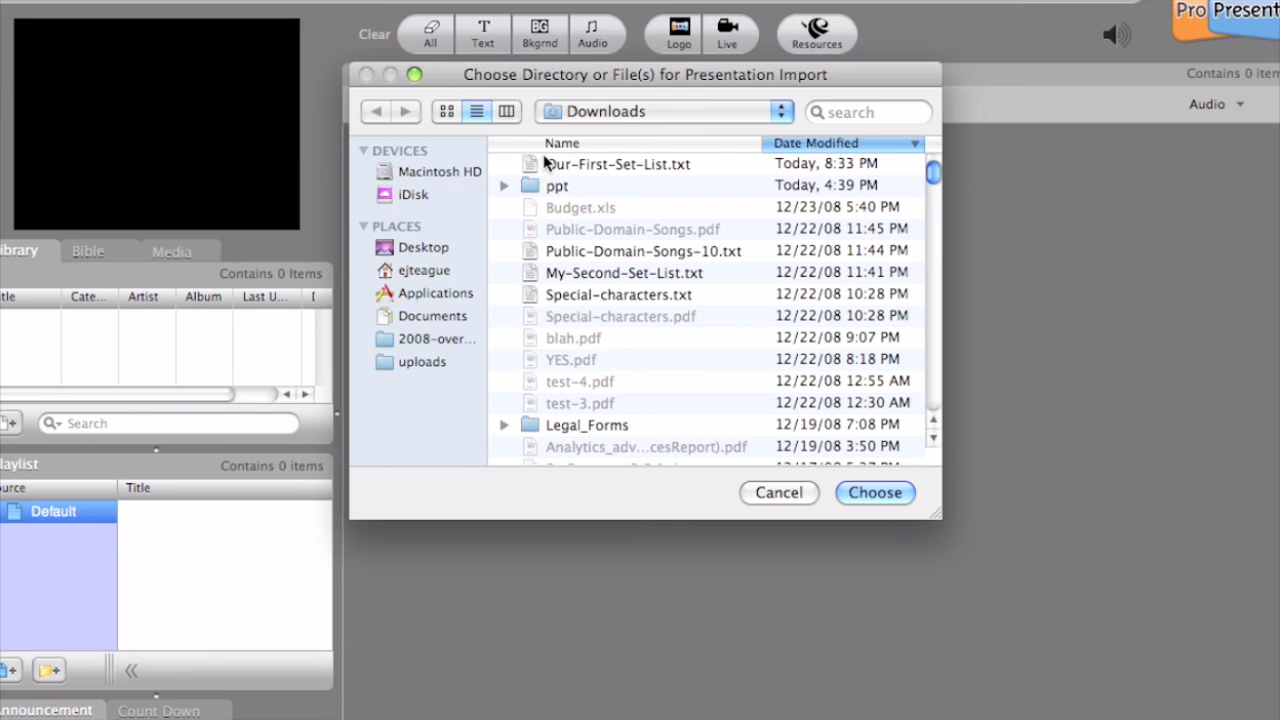 Pro Present
Clear
All
Text
BG
Bkgrnd
Audio
Logo
Live
Resources
Contains 0 item
Audio
Choose Directory or File(s) for Presentation Import
Downloads
search
DEVICES
Macintosh HD
iDisk
PLACES
Desktop
ejteague
Applications
Documents
2008-over...
uploads
Name Date Modified
Our-First-Set-List.txt Today, 8:33 PM
ppt Today, 4:39 PM
Budget.xls 12/23/08 5:40 PM
Public-Domain-Songs.pdf 12/22/08 11:45 PM
Public-Domain-Songs-10.txt 12/22/08 11:44 PM
My-Second-Set-List.txt 12/22/08 11:41 PM
Special-characters.txt 12/22/08 10:28 PM
Special-characters.pdf 12/22/08 10:28 PM
blah.pdf 12/22/08 9:07 PM
YES.pdf 12/22/08 8:18 PM
test-4.pdf 12/22/08 12:55 AM
test-3.pdf 12/22/08 12:30 AM
Legal_Forms 12/19/08 7:08 PM
Analytics_adv...cesReport).pdf 12/19/08 3:50 PM
Cancel
Choose
ibrary Bible Media
Contains 0 Items
itle Cate... Artist Album Last U...
Search
laylist Contains 0 items
ource Title
Default
nnouncement Count Down